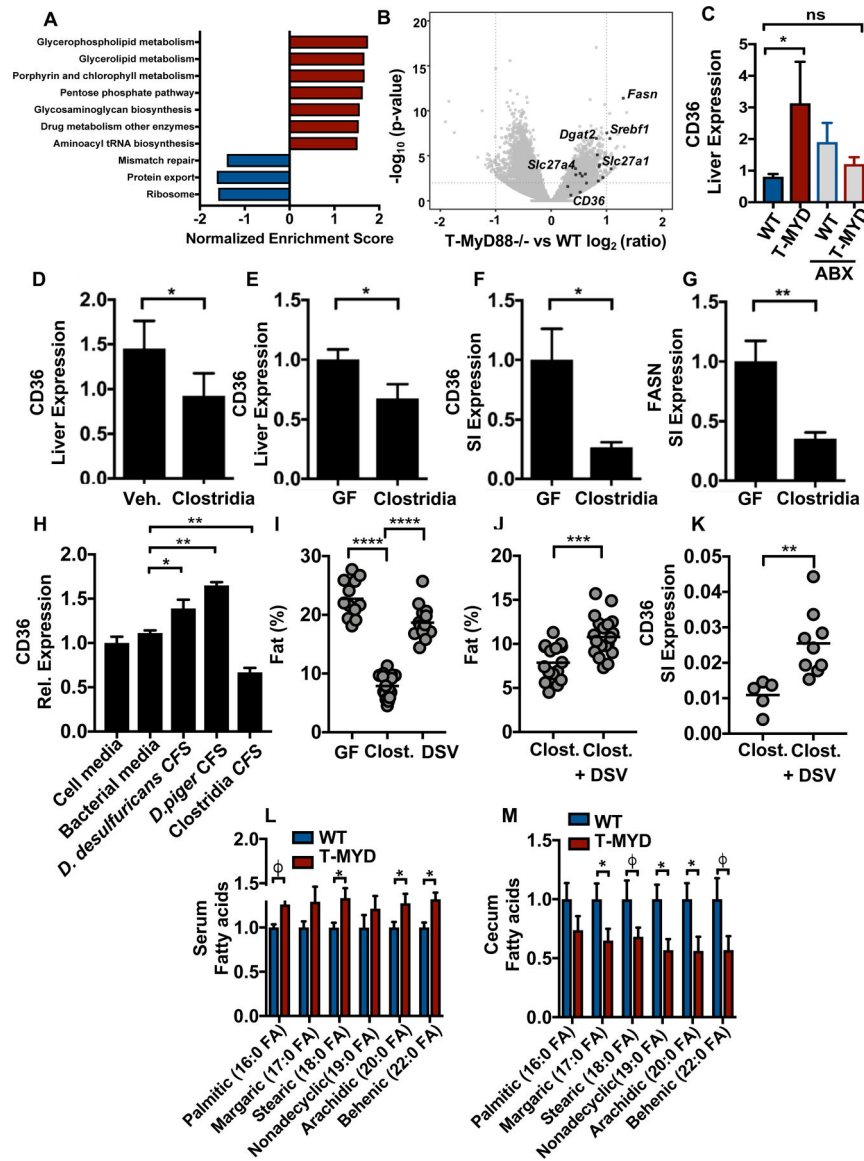 A
Glycerophospholipid metabolism
Glycerolipid metabolism
Porphyrin and chlorophyll metabolism
Pentose phosphate pathway
Glycosaminoglycan biosynthesis
Drug metabolism other enzymes
Aminoacyl tRNA biosynthesis
Mismatch repair
Protein export
Ribosome
-2 -1 0 1 2
Normalized Enrichment Score
B
-log10 (p-value)
20
15
10
5
0
Fasn
Dgat2
Srebf1
Slc27a4
Slc27a1
CD36
-2 -1 0 1 2
T-MyD88-/- vs WT log2 (ratio)
C
ns
*
CD36
Liver Expression
5
4
3
2
1
0
WT
T-MYD
WT
T-MYD
ABX
D
CD36
Liver Expression
2.0
1.5
1.0
0.5
0.0
*
Veh. Clostridia
E
CD36
Liver Expression
1.5
1.0
0.5
0.0
*
GF Clostridia
F
CD36
SI Expression
1.5
1.0
0.5
0.0
*
GF Clostridia
G
FASN
SI Expression
1.5
1.0
0.5
0.0
**
GF Clostridia
H
CD36
Rel. Expression
2.0
1.5
1.0
0.5
0.0
**
**
*
Cell media
Bacterial media
D. desulfuricans CFS
D.piger CFS
Clostridia CFS
I
Fat (%)
30
20
10
0
****
****
GF Clost. DSV
J
Fat (%)
20
15
10
5
0
***
Clost. Clost.
+ DSV
K
CD36
SI Expression
0.05
0.04
0.03
0.02
0.01
0.00
**
Clost. Clost.
+ DSV
L
WT
T-MYD
Serum
Fatty acids
2.0
1.5
1.5
1.0
0.5
0.0
ϕ
*
*
*
Palmitic (16:0 FA)
Margaric (17:0 FA)
Stearic (18:0 FA)
Nonadecyclic(19:0 FA)
Arachidic (20:0 FA)
Behenic (22:0 FA)
M
WT
T-MYD
Cecum
Fatty acids
1.5
1.0
0.5
0.0
*
ϕ
*
*
ϕ
Palmitic (16:0 FA)
Margaric (17:0 FA)
Stearic (18:0 FA)
Nonadecyclic(19:0 FA)
Arachidic (20:0 FA)
Behenic (22:0 FA)